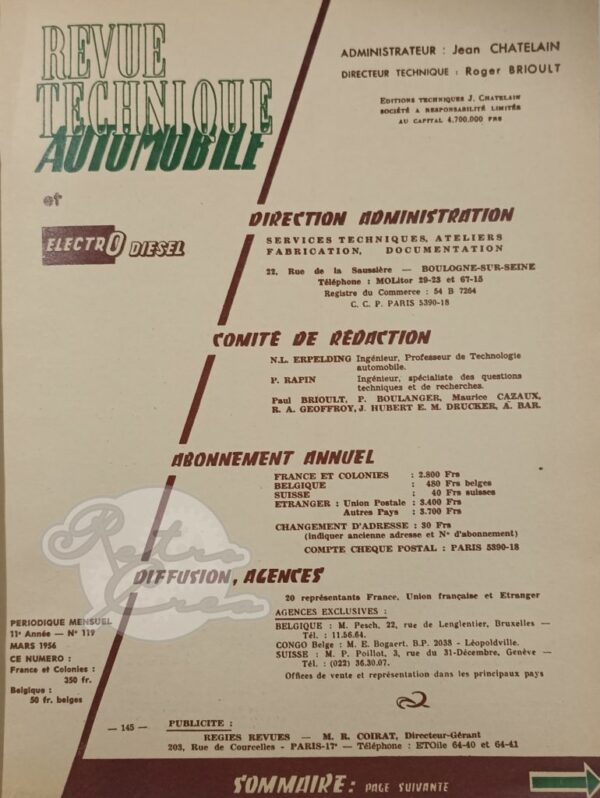 REVUE
TECHNIQUE
AUTOMOBILE
et
ELECTRO DIESEL
ADMINISTRATEUR : Jean CHATELAIN
DIRECTEUR TECHNIQUE : Roger BRIOULT
EDITIONS TECHNIQUES J. CHATELAIN
SOCIÉTÉ A RESPONSABILITÉ LIMITÉE
AU CAPITAL 4.700.000 FRS
DIRECTION ADMINISTRATION
SERVICES TECHNIQUES, ATELIERS
FABRICATION, DOCUMENTATION
22, Rue de la Saussière — BOULOGNE-SUR-SEINE
Téléphone : MOLitor 29-23 et 67-15
Registre du Commerce : 54 B 7264
C. C. P. PARIS 5390-18
COMITÉ DE RÉDACTION
N.L. ERPELDING Ingénieur, Professeur de Technologie
automobile.
P. RAPIN Ingénieur, spécialiste des questions
techniques et de recherches.
Paul BRIOULT, P. BOULANGER, Maurice CAZAUX,
R. A. GEOFFROY, J. HUBERT E. M. DRUCKER, A. BAR.
ABONNEMENT ANNUEL
FRANCE ET COLONIES : 2.800 Frs
BELGIQUE : 480 Frs belges
SUISSE : 40 Frs suisses
ETRANGER : Union Postale : 3.400 Frs
Autres Pays : 3.700 Frs
CHANGEMENT D'ADRESSE : 30 Frs
(indiquer ancienne adresse et N° d'abonnement)
COMPTE CHEQUE POSTAL : PARIS 5390-18
Retro Crea
DIFFUSION, AGENCES
20 représentants France, Union française et Etranger
AGENCES EXCLUSIVES :
BELGIQUE : M. Pesch, 22, rue de Lenglentier, Bruxelles —
Tél. : 11.56.64.
CONGO Belge : M. E. Bogaert, B.P. 2038 - Léopoldville.
SUISSE : M. P. Poillot, 3, rue du 31-Décembre, Genève —
Tél. : (022) 36.30.07.
Offices de vente et représentation dans les principaux pays
PERIODIQUE MENSUEL
11e Année — N° 119
MARS 1956
CE NUMERO :
France et Colonies :
250 fr.
Belgique :
50 fr. belges
— 145 —
PUBLICITE :
REGIES REVUES — M. R. COIRAT, Directeur-Gérant
203, Rue de Courcelles - PARIS-17e — Téléphone : ETOile 64-40 et 64-41
SOMMAIRE : PAGE SUIVANTE